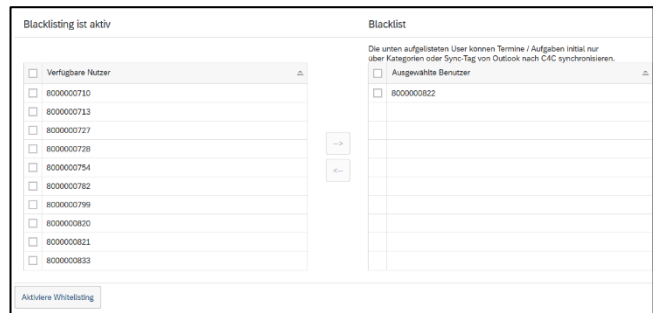 Blacklisting ist aktiv
Blacklist
Die unten aufgelisteten User können Termine / Aufgaben initial nur
über Kategorien oder Sync-Tag von Outlook nach C4C synchronisieren.
Verfügbare Nutzer
8000000710
8000000713
8000000727
8000000728
8000000754
8000000782
8000000799
8000000820
8000000821
8000000833
-->
<--
Ausgewählte Benutzer
8000000822
Aktiviere Whitelisting